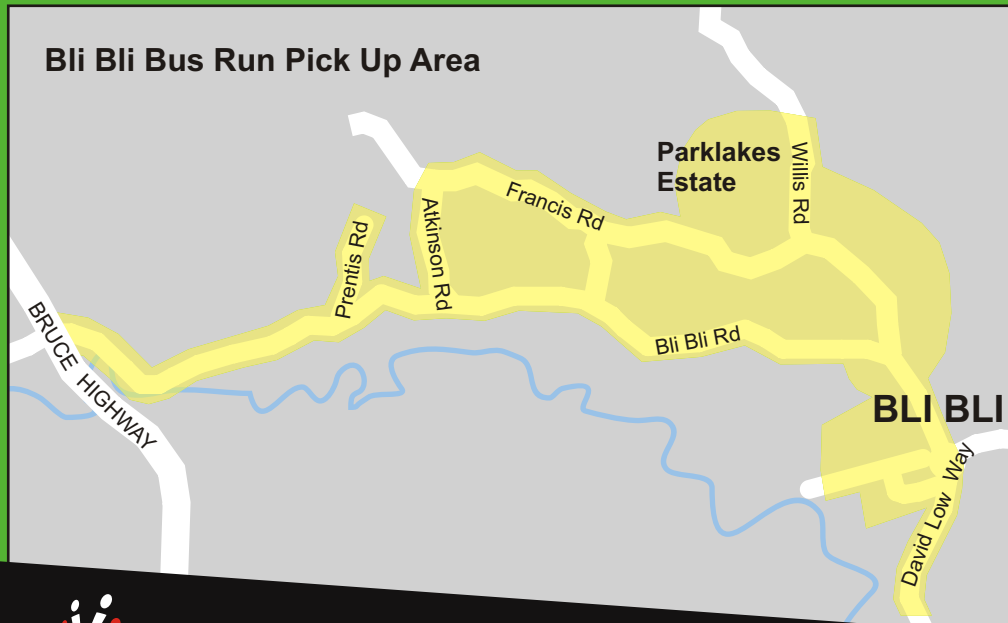 Bli Bli Bus Run Pick Up Area
Parklakes
Estate
Willis Rd
Francis Rd
Atkinson Rd
Prentis Rd
Bli Bli Rd
BRUCE HIGHWAY
BLI BLI
David Low Way